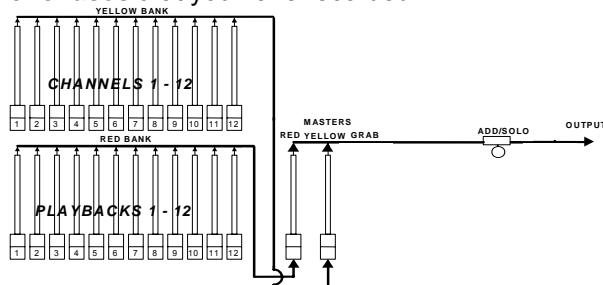 YELLOW BANK
CHANNELS 1 - 12
1 2 3 4 5 6 7 8 9 10 11 12
RED BANK
PLAYBACKS 1 - 12
1 2 3 4 5 6 7 8 9 10 11 12
MASTERS
RED YELLOW GRAB
ADD/SOLO
OUTPUT